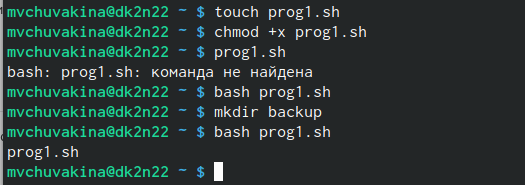 mvchuvakina@dk2n22 ~ $ touch prog1.sh
mvchuvakina@dk2n22 ~ $ chmod +x prog1.sh
mvchuvakina@dk2n22 ~ $ prog1.sh
bash: prog1.sh: команда не найдена
mvchuvakina@dk2n22 ~ $ bash prog1.sh
mvchuvakina@dk2n22 ~ $ mkdir backup
mvchuvakina@dk2n22 ~ $ bash prog1.sh
prog1.sh
mvchuvakina@dk2n22 ~ $